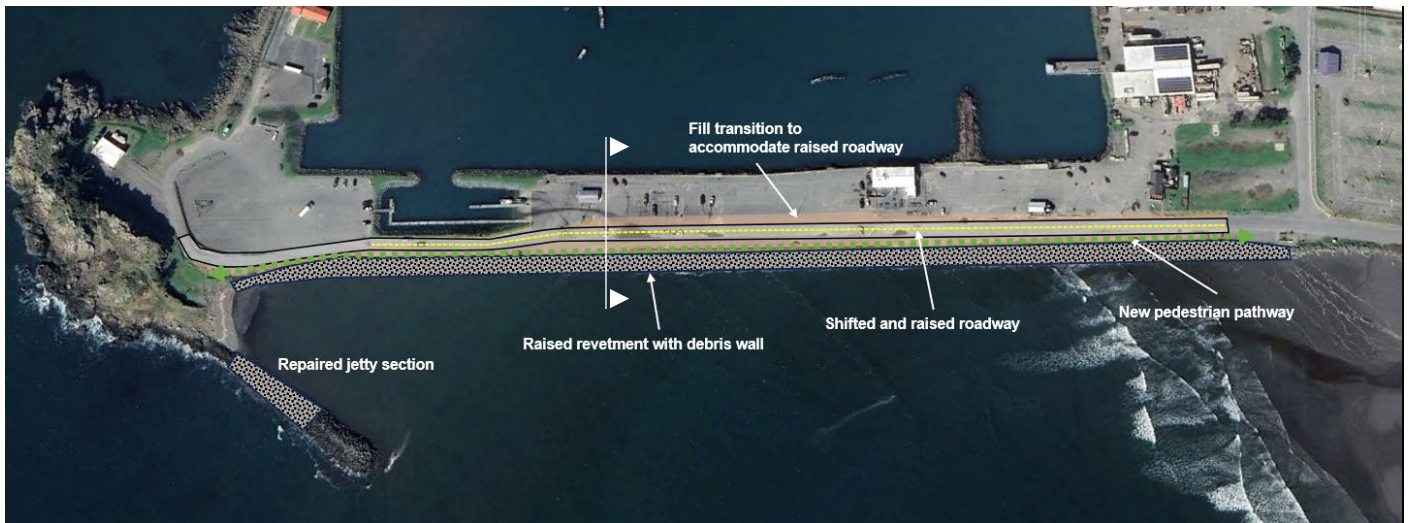 Fill transition to
accommodate raised roadway
Raised revetment with debris wall
Shifted and raised roadway
New pedestrian pathway
Repaired jetty section